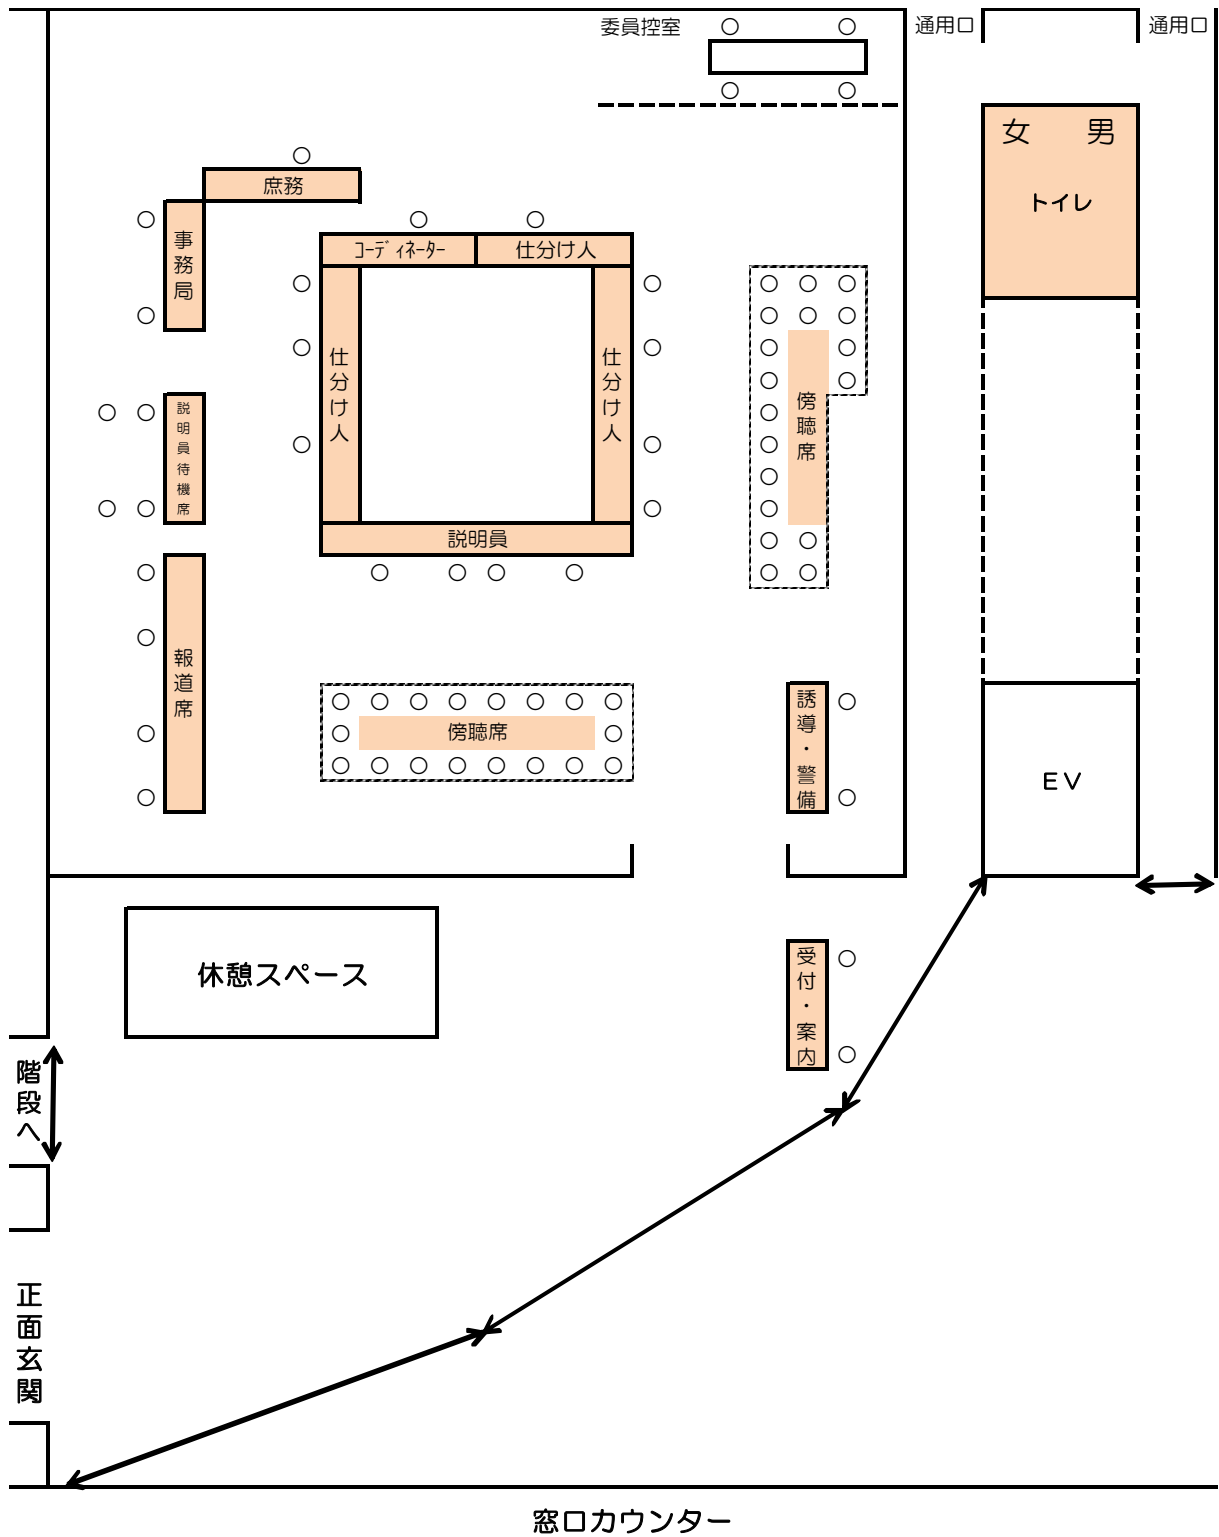 委員控室
通用口
通用口
女 男
トイレ
庶務
事務局
コーディネーター
仕分け人
仕分け人
仕分け人
説明員待機席
傍聴席
説明員
報道席
傍聴席
誘導・警備
EV
休憩スペース
受付・案内
階段へ
正面玄関
窓口カウンター